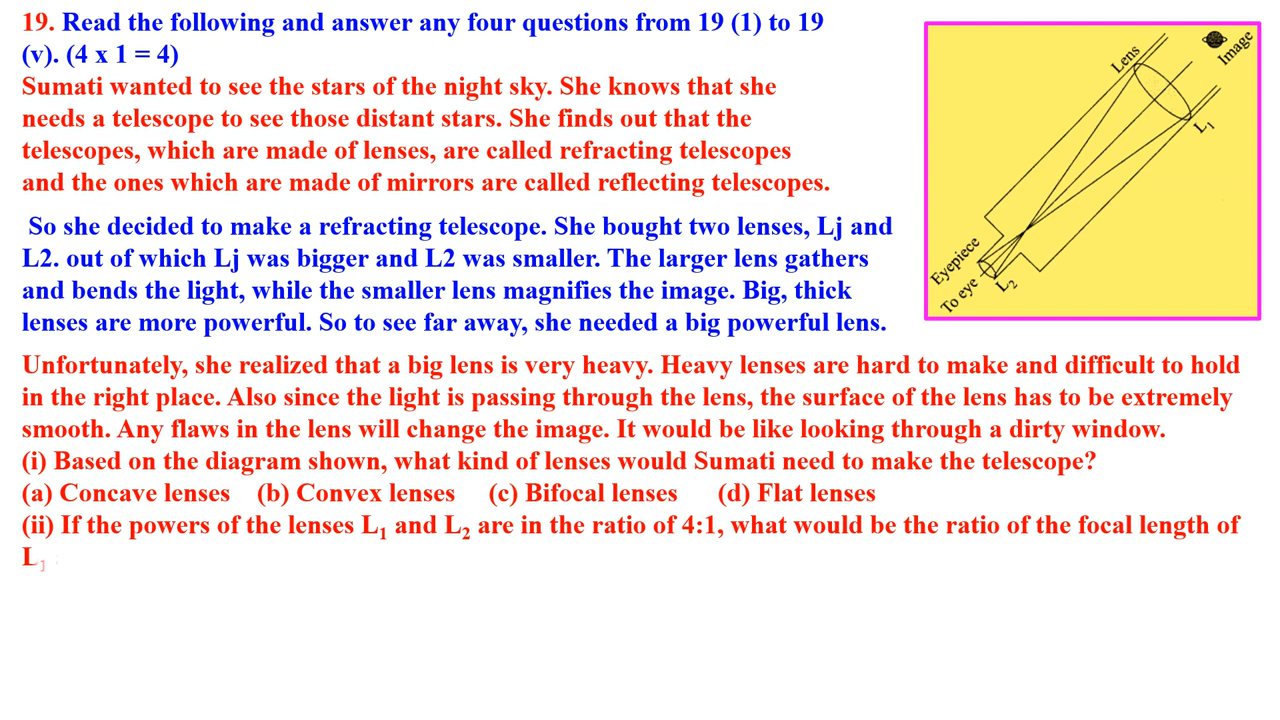 19. Read the following and answer any four questions from 19 (1) to 19
(v). (4 x 1 = 4)
Sumati wanted to see the stars of the night sky. She knows that she
needs a telescope to see those distant stars. She finds out that the
telescopes, which are made of lenses, are called refracting telescopes
and the ones which are made of mirrors are called reflecting telescopes.
So she decided to make a refracting telescope. She bought two lenses, Lj and
L2. out of which Lj was bigger and L2 was smaller. The larger lens gathers
and bends the light, while the smaller lens magnifies the image. Big, thick
lenses are more powerful. So to see far away, she needed a big powerful lens.
Unfortunately, she realized that a big lens is very heavy. Heavy lenses are hard to make and difficult to hold
in the right place. Also since the light is passing through the lens, the surface of the lens has to be extremely
smooth. Any flaws in the lens will change the image. It would be like looking through a dirty window.
(i) Based on the diagram shown, what kind of lenses would Sumati need to make the telescope?
(a) Concave lenses (b) Convex lenses (c) Bifocal lenses (d) Flat lenses
(ii) If the powers of the lenses L₁ and L₂ are in the ratio of 4:1, what would be the ratio of the focal length of
L₁
Lens
Image
L₁
Eyepiece
To eye
L₂